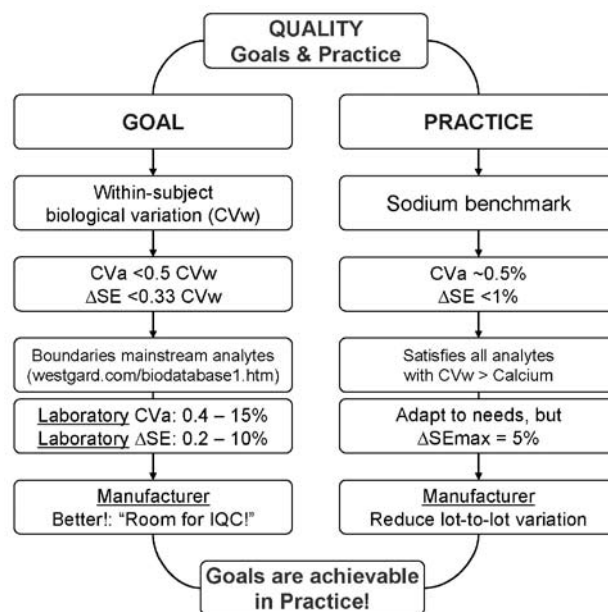 QUALITY
Goals & Practice
GOAL
Within-subject
biological variation (CVw)
CVa <0.5 CVw
ΔSE <0.33 CVw
Boundaries mainstream analytes
(westgard.com/biodatabase1.htm)
Laboratory CVa: 0.4 – 15%
Laboratory ΔSE: 0.2 – 10%
Manufacturer
Better!: “Room for IQC!”
PRACTICE
Sodium benchmark
CVa ~0.5%
ΔSE <1%
Satisfies all analytes
with CVw > Calcium
Adapt to needs, but
ΔSEmax = 5%
Manufacturer
Reduce lot-to-lot variation
Goals are achievable
in Practice!